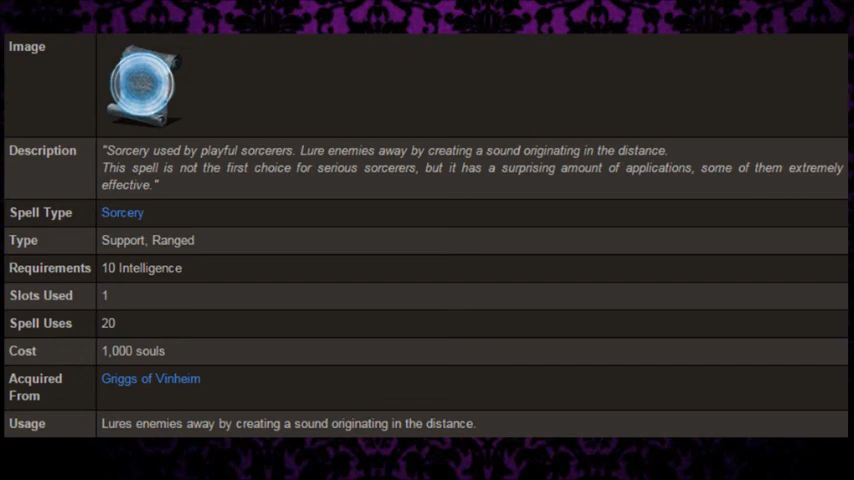 Image
Description
"Sorcery used by playful sorcerers. Lure enemies away by creating a sound originating in the distance.
This spell is not the first choice for serious sorcerers, but it has a surprising amount of applications, some of them extremely
effective."
Spell Type
Sorcery
Type
Support, Ranged
Requirements
10 Intelligence
Slots Used
1
Spell Uses
20
Cost
1,000 souls
Acquired
From
Griggs of Vinheim
Usage
Lures enemies away by creating a sound originating in the distance.